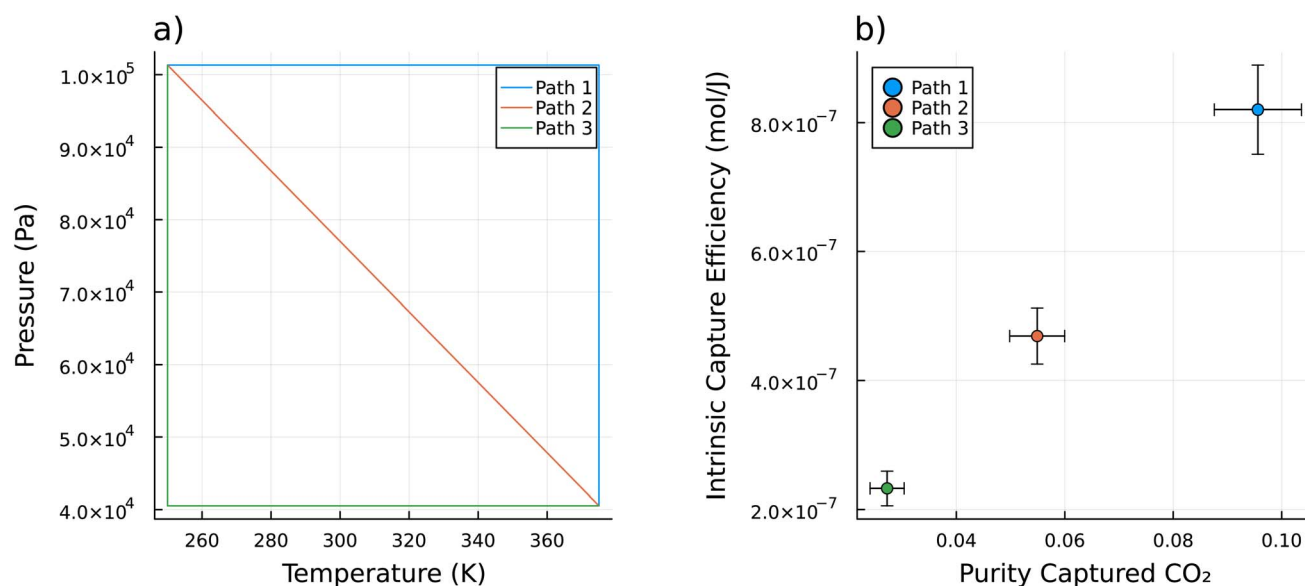 a)
Pressure (Pa)
1.0×10⁵
9.0×10⁴
8.0×10⁴
7.0×10⁴
6.0×10⁴
5.0×10⁴
4.0×10⁴
Path 1
Path 2
Path 3
260 280 300 320 340 360
Temperature (K)
b)
Intrinsic Capture Efficiency (mol/J)
8.0×10⁻⁷
6.0×10⁻⁷
4.0×10⁻⁷
2.0×10⁻⁷
Path 1
Path 2
Path 3
0.04 0.06 0.08 0.10
Purity Captured CO₂